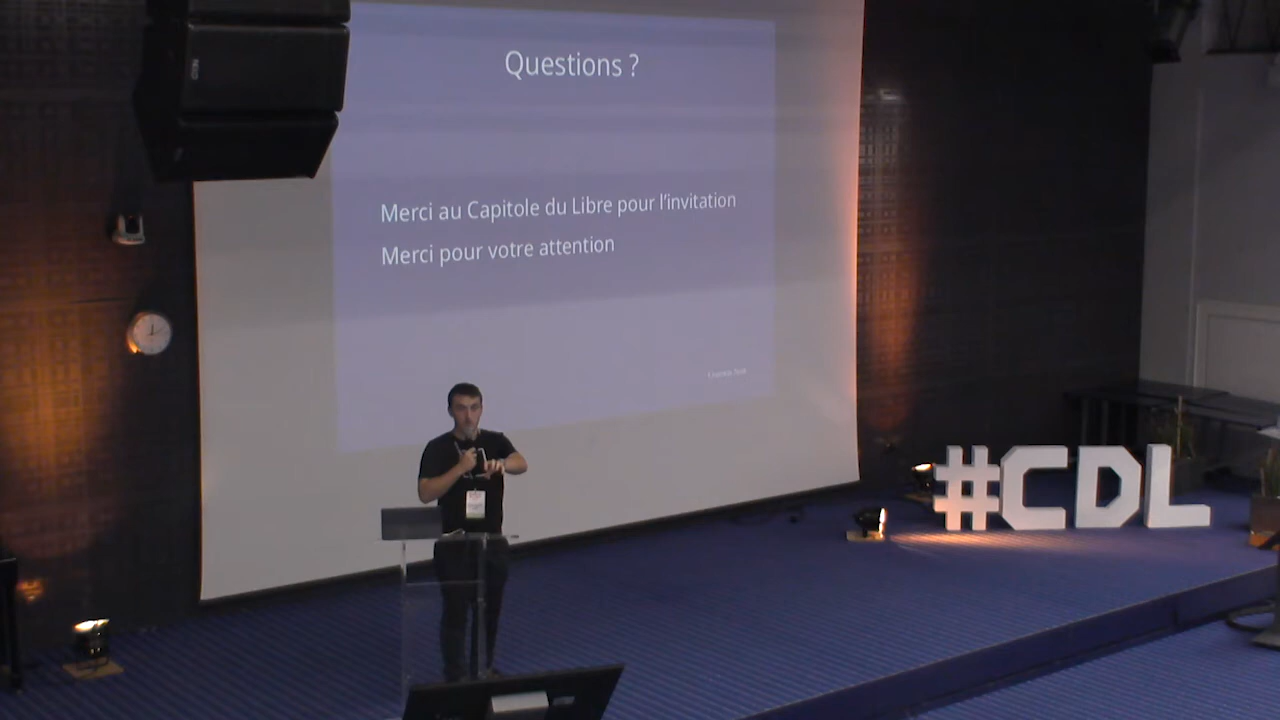 Questions ?
Merci au Capitole du Libre pour l'invitation
Merci pour votre attention
#CDL